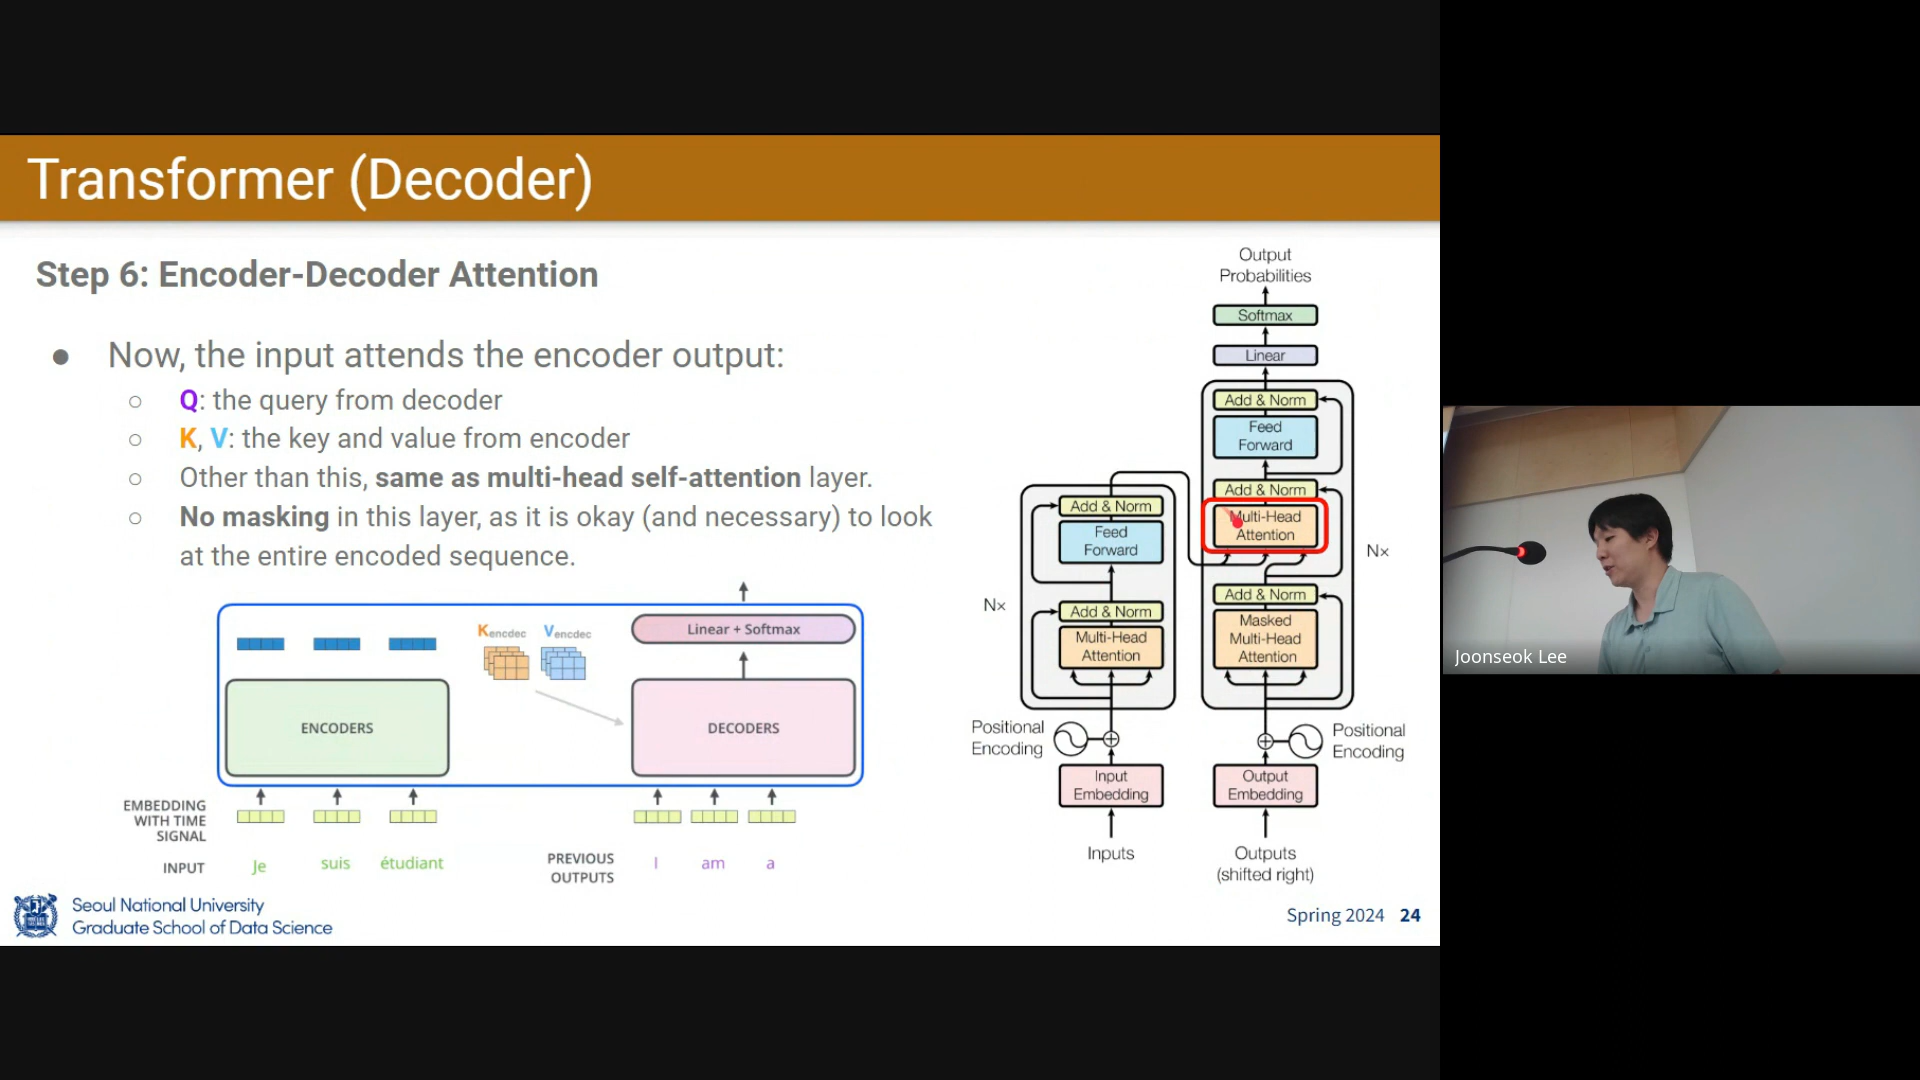 Transformer (Decoder)
Step 6: Encoder-Decoder Attention
● Now, the input attends the encoder output:
○ Q: the query from decoder
○ K, V: the key and value from encoder
○ Other than this, same as multi-head self-attention layer.
○ No masking in this layer, as it is okay (and necessary) to look
at the entire encoded sequence.
Kencdec Vencdec
Linear + Softmax
ENCODERS
DECODERS
EMBEDDING
WITH TIME
SIGNAL
INPUT
Je suis étudiant
PREVIOUS
OUTPUTS
I am a
Output
Probabilities
Softmax
Linear
Add & Norm
Feed
Forward
Add & Norm
Multi-Head
Attention
Nx
Add & Norm
Masked
Multi-Head
Attention
Positional
Encoding
Output
Embedding
Outputs
(shifted right)
Add & Norm
Feed
Forward
Nx
Add & Norm
Multi-Head
Attention
Positional
Encoding
Input
Embedding
Inputs
Seoul National University
Graduate School of Data Science
Spring 2024 24
Joonseok Lee